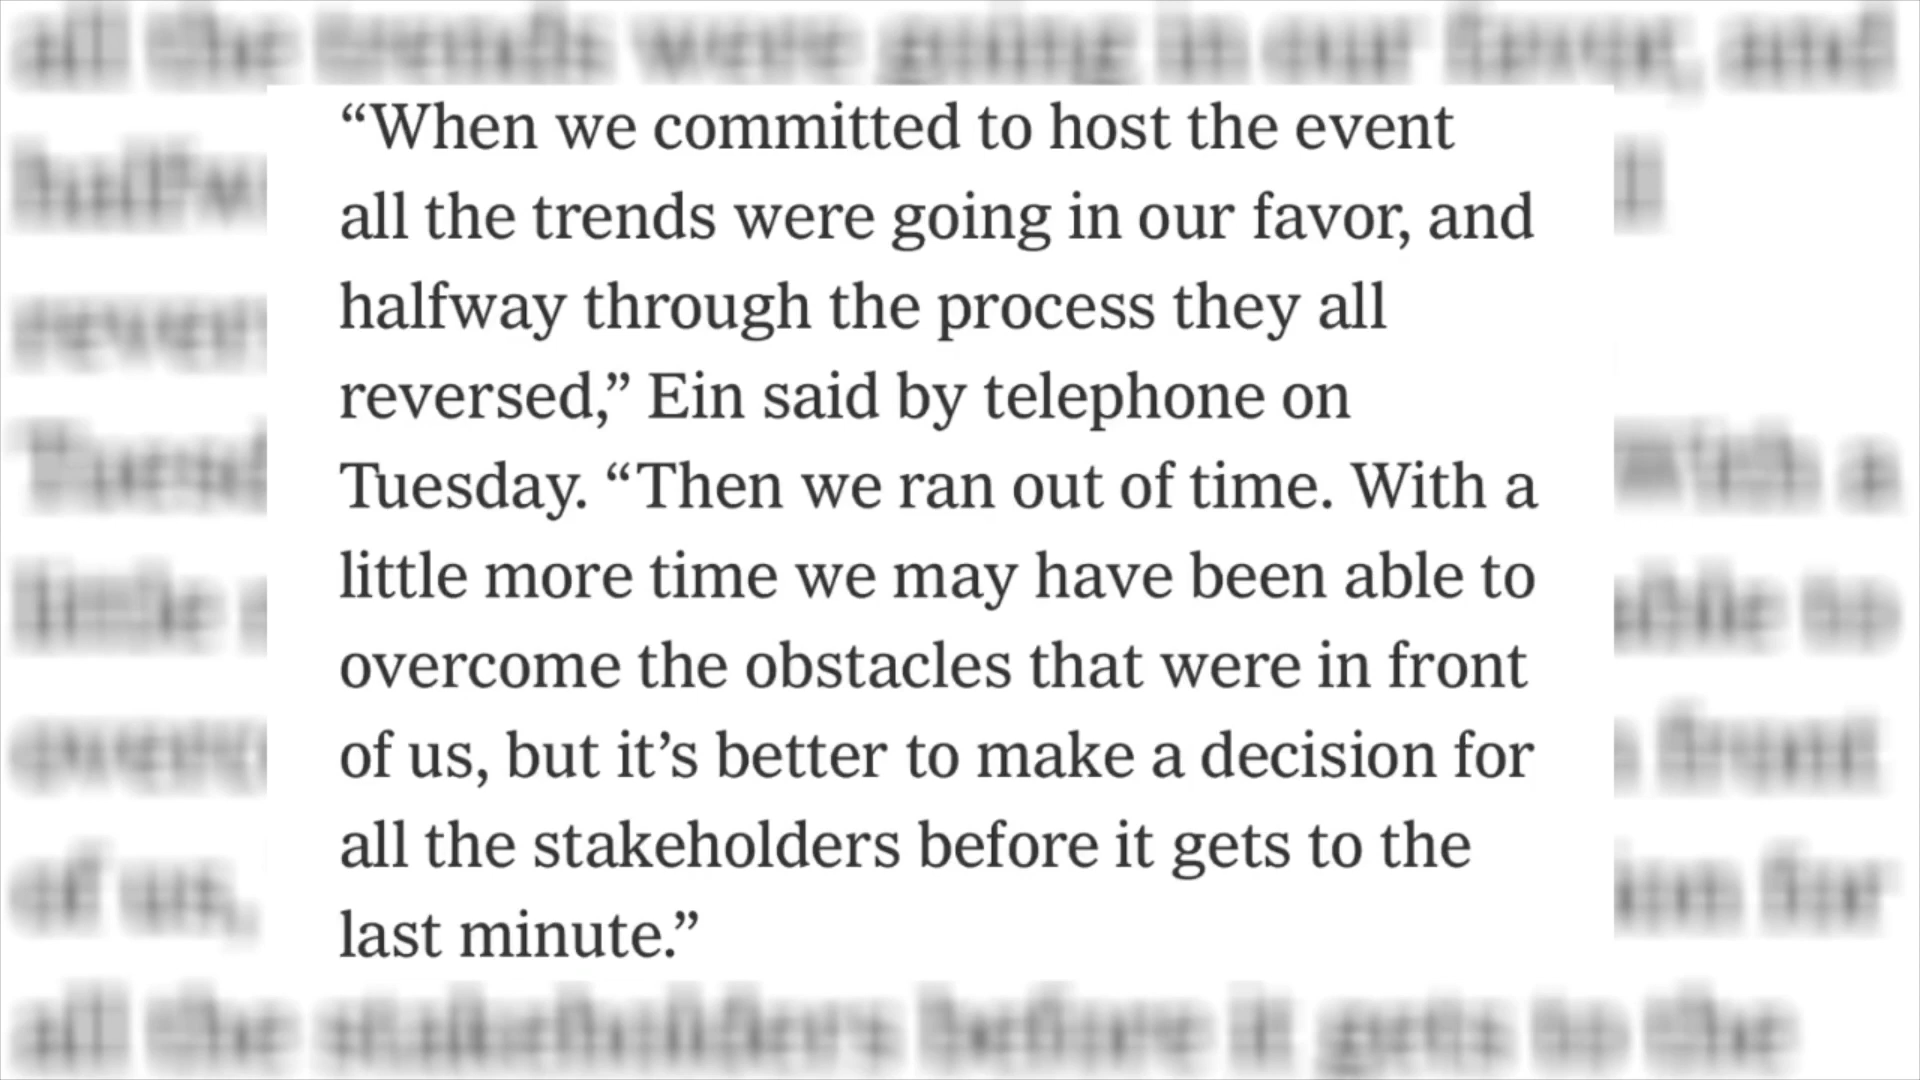 “When we committed to host the event
all the trends were going in our favor, and
halfway through the process they all
reversed,” Ein said by telephone on
Tuesday. “Then we ran out of time. With a
little more time we may have been able to
overcome the obstacles that were in front
of us, but it’s better to make a decision for
all the stakeholders before it gets to the
last minute.”